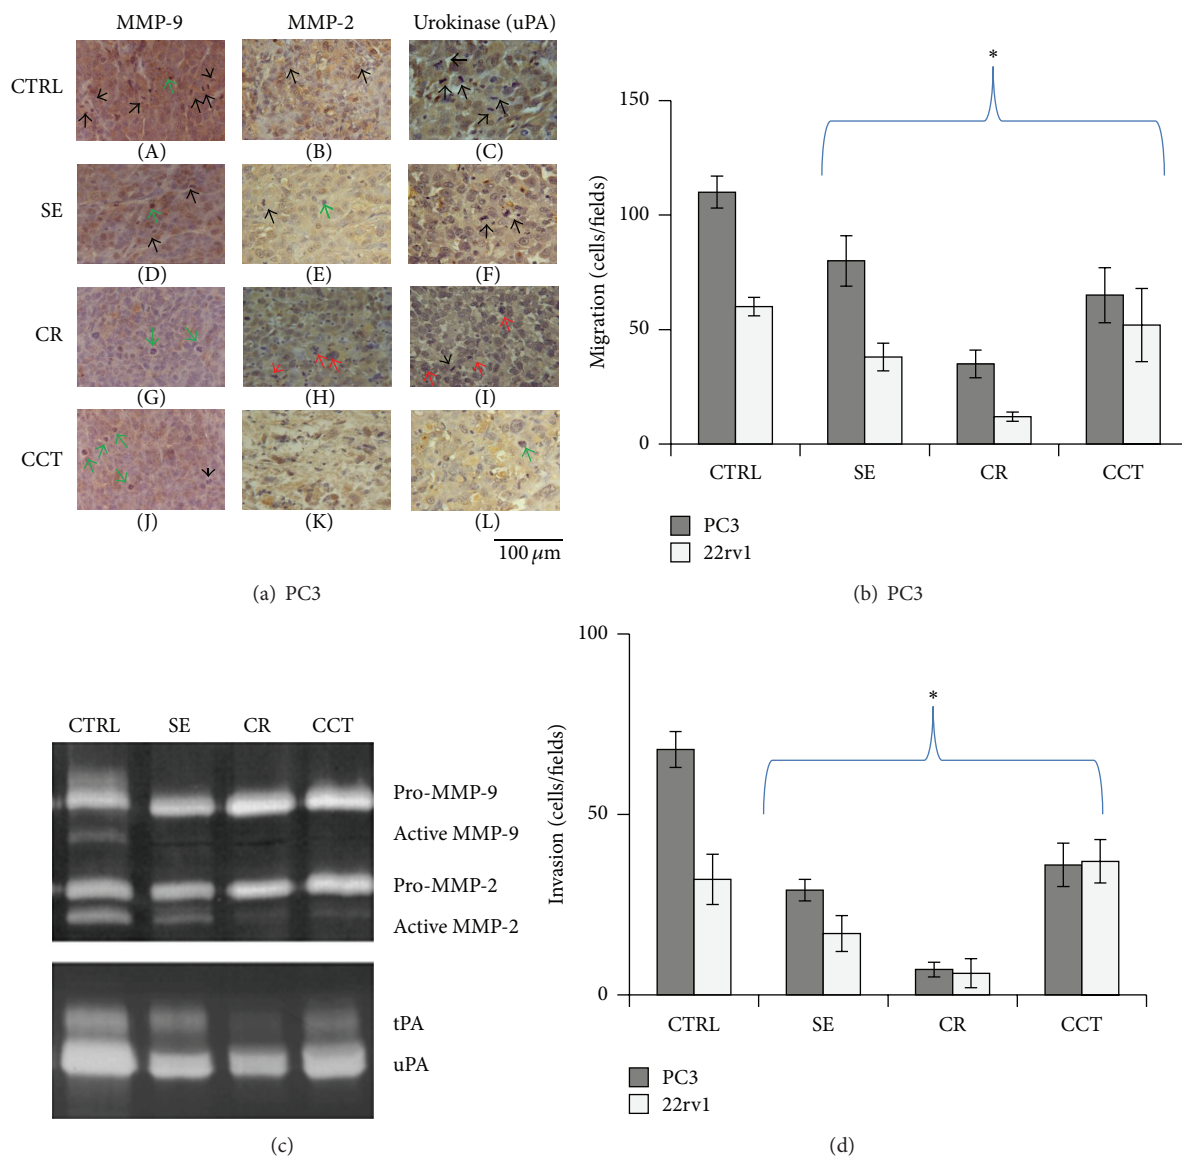 MMP-9 MMP-2 Urokinase (uPA)
CTRL
(A) (B) (C)
SE
(D) (E) (F)
CR
(G) (H) (I)
CCT
(J) (K) (L)
100 μm
(a) PC3
*
150
100
50
0
Migration (cells/fields)
CTRL SE CR CCT
PC3
22rv1
(b) PC3
CTRL SE CR CCT
Pro-MMP-9
Active MMP-9
Pro-MMP-2
Active MMP-2
tPA
uPA
(c)
100
*
50
0
Invasion (cells/fields)
CTRL SE CR CCT
PC3
22rv1
(d)